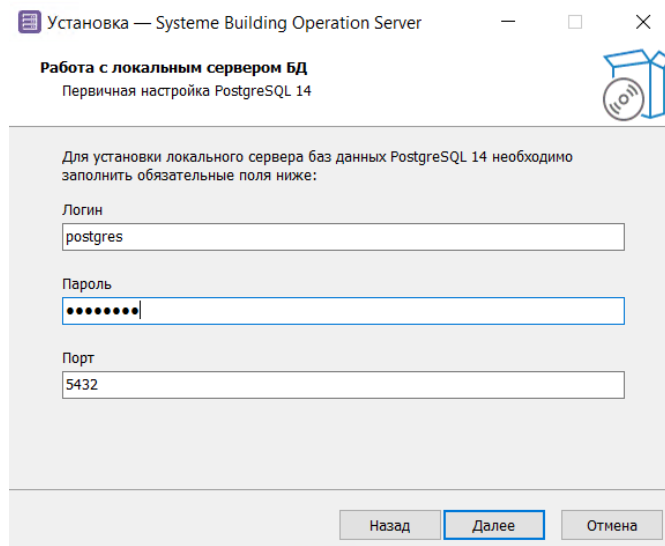 Установка — Systeme Building Operation Server
Работа с локальным сервером БД
Первичная настройка PostgreSQL 14
Для установки локального сервера баз данных PostgreSQL 14 необходимо
заполнить обязательные поля ниже:
Логин
postgres
Пароль
••••••••
Порт
5432
Назад
Далее
Отмена